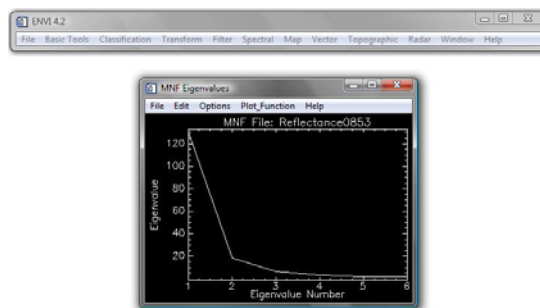 ENVI 4.2
File Basic Tools Classification Transform Filter Spectral Map Vector Topographic Radar Window Help
MNF Eigenvalues
File Edit Options Plot_Function Help
MNF File: Reflectance0853
120
100
80
60
40
20
Eigenvalue
1 2 3 4 5 6
Eigenvalue Number